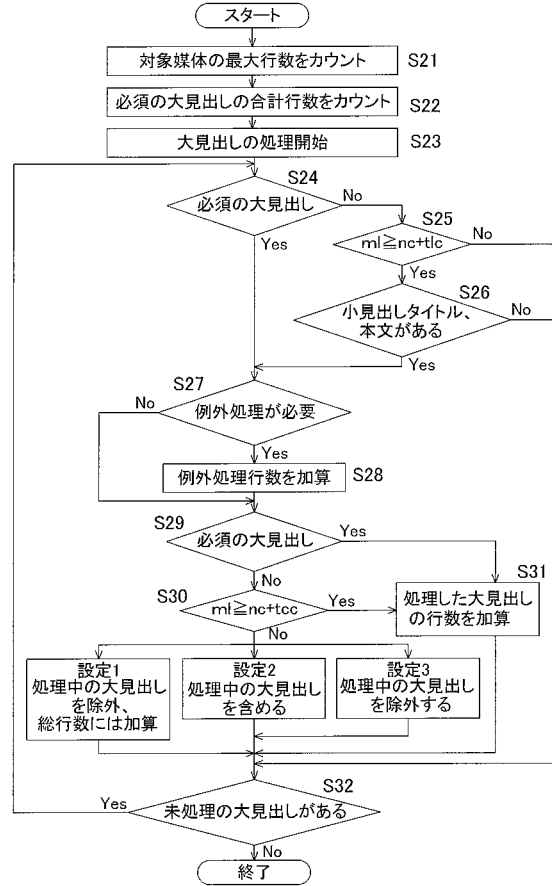 スタート
対象媒体の最大行数をカウント S21
必須の大見出しの合計行数をカウント S22
大見出しの処理開始 S23
S24
必須の大見出し
No
Yes
S25
ml≧nc+tlc
No
Yes
S26
小見出しタイトル、
本文がある
No
Yes
S27
例外処理が必要
No
Yes
例外処理行数を加算 S28
S29
必須の大見出し
Yes
No
S30
ml≧nc+tcc
Yes
No
S31
処理した大見出し
の行数を加算
設定1
処理中の大見出し
を除外、
総行数には加算
設定2
処理中の大見出し
を含める
設定3
処理中の大見出し
を除外する
S32
未処理の大見出しがある
Yes
No
終了